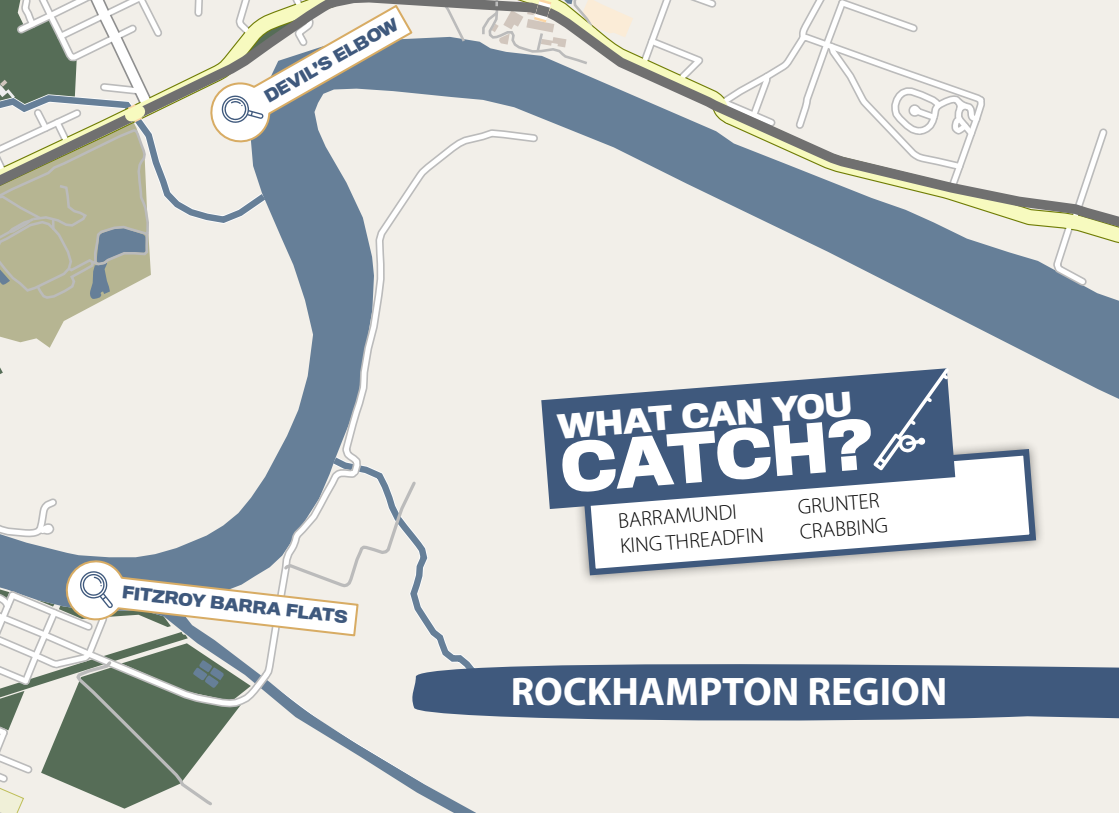 DEVIL'S ELBOW
WHAT CAN YOU
CATCH?
BARRAMUNDI
KING THREADFIN
GRUNTER
CRABBING
FITZROY BARRA FLATS
ROCKHAMPTON REGION